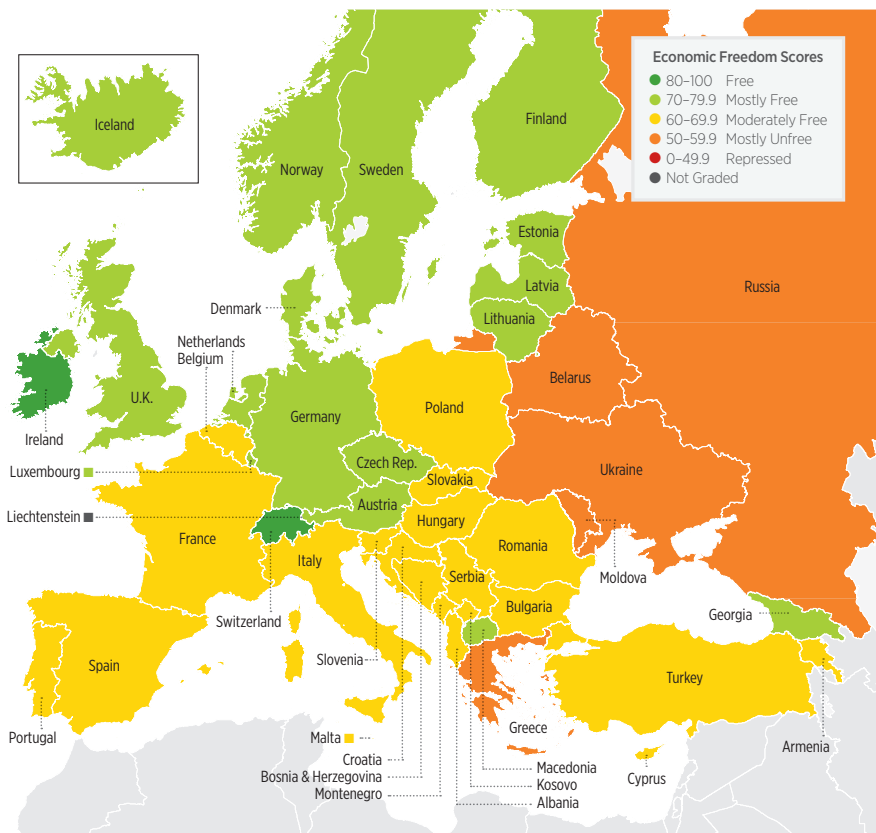 Economic Freedom Scores
80–100 Free
70–79.9 Mostly Free
60–69.9 Moderately Free
50–59.9 Mostly Unfree
0–49.9 Repressed
Not Graded
Iceland
Finland
Norway
Sweden
Estonia
Russia
Latvia
Denmark
Lithuania
Netherlands
Belgium
Belarus
U.K.
Germany
Poland
Ireland
Czech Rep.
Luxembourg
Slovakia
Ukraine
Austria
Liechtenstein
Hungary
France
Romania
Italy
Serbia
Moldova
Bulgaria
Georgia
Switzerland
Slovenia
Spain
Turkey
Greece
Portugal
Malta
Armenia
Croatia
Macedonia
Bosnia & Herzegovina
Cyprus
Kosovo
Montenegro
Albania